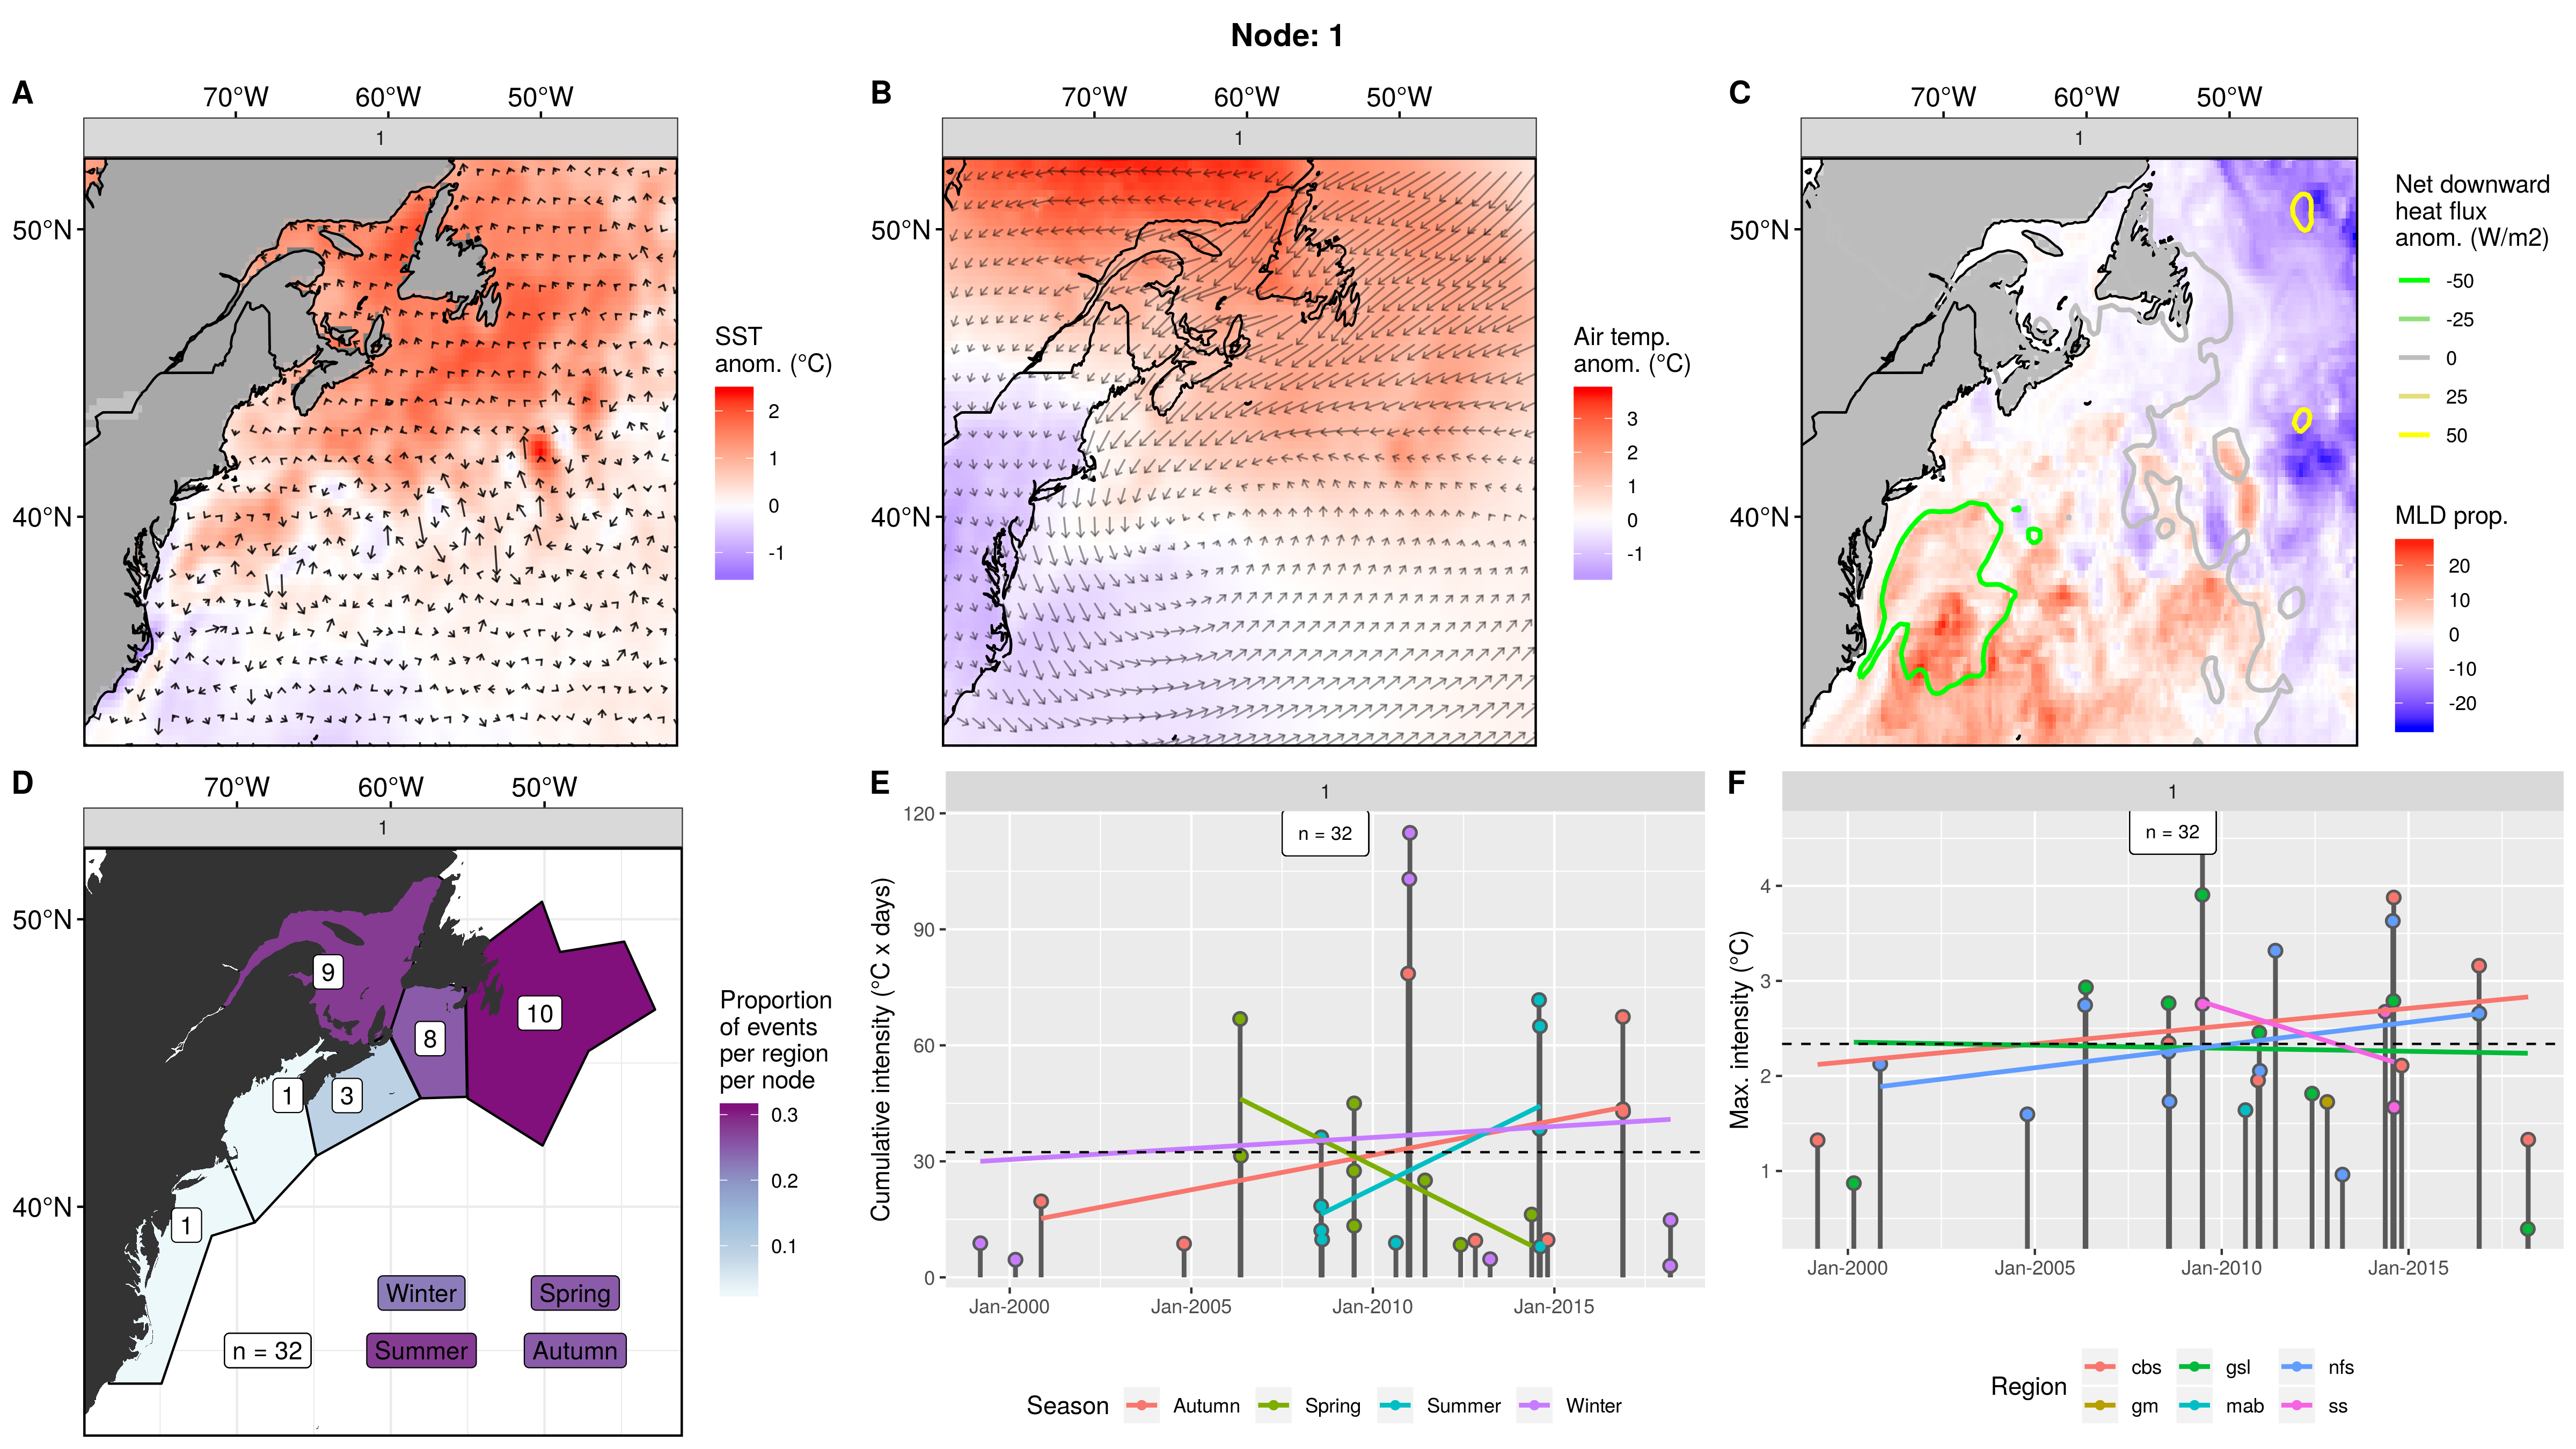 Node: 1
A
70°W 60°W 50°W
1
50°N
40°N
SST
anom. (°C)
2
1
0
-1
B
70°W 60°W 50°W
1
50°N
40°N
Air temp.
anom. (°C)
3
2
1
0
-1
C
70°W 60°W 50°W
1
50°N
40°N
Net downward
heat flux
anom. (W/m2)
-50
-25
0
25
50
MLD prop.
20
10
0
-10
-20
D
70°W 60°W 50°W
1
50°N
40°N
9
10
8
1
3
1
Winter Spring
n = 32 Summer Autumn
Proportion
of events
per region
per node
0.3
0.2
0.1
E
1
n = 32
Cumulative intensity (°C x days)
120
90
60
30
0
Jan-2000 Jan-2005 Jan-2010 Jan-2015
Season Autumn Spring Summer Winter
F
1
n = 32
Max. intensity (°C)
4
3
2
1
Jan-2000 Jan-2005 Jan-2010 Jan-2015
Region
cbs gsl nfs
gm mab ss